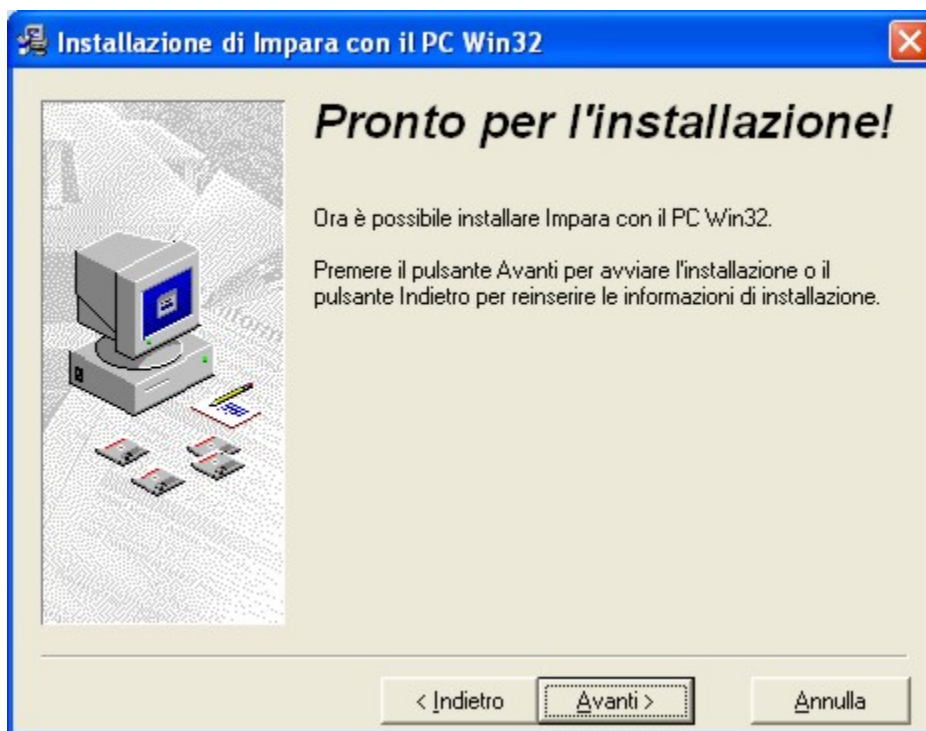 Installazione di Impara con il PC Win32
Pronto per l'installazione!
Ora è possibile installare Impara con il PC Win32.
Premere il pulsante Avanti per avviare l'installazione o il
pulsante Indietro per reinserire le informazioni di installazione.
< Indietro
Avanti >
Annulla